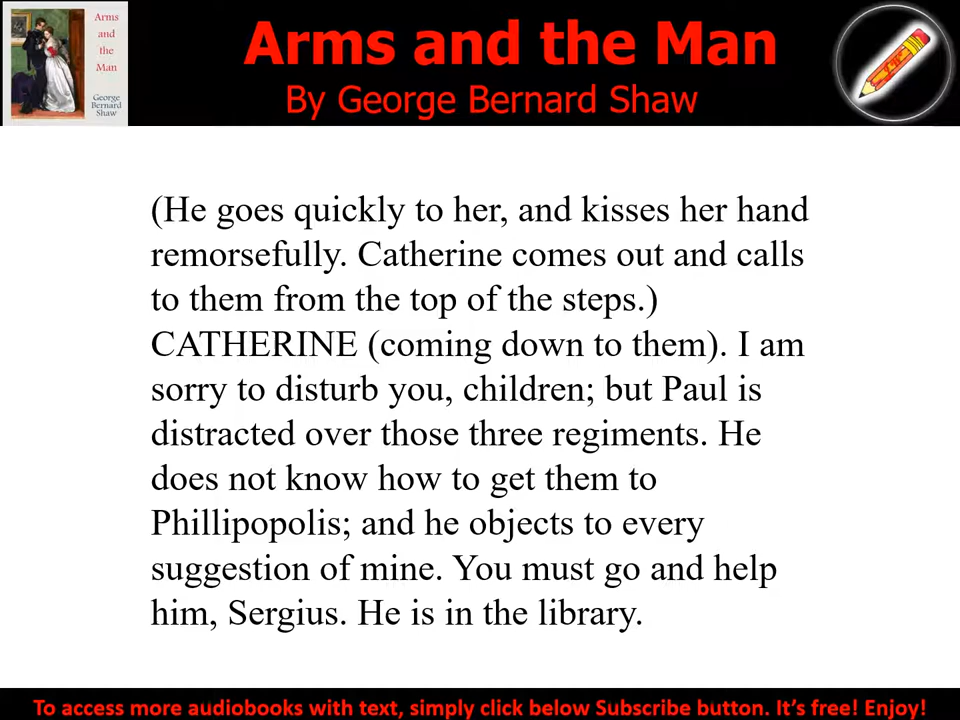 Arms
and
the
Man
George
Bernard
Shaw
Arms and the Man
By George Bernard Shaw
(He goes quickly to her, and kisses her hand
remorsefully. Catherine comes out and calls
to them from the top of the steps.)
CATHERINE (coming down to them). I am
sorry to disturb you, children; but Paul is
distracted over those three regiments. He
does not know how to get them to
Phillipopolis; and he objects to every
suggestion of mine. You must go and help
him, Sergius. He is in the library.
To access more audiobooks with text, simply click below Subscribe button. It's free! Enjoy!